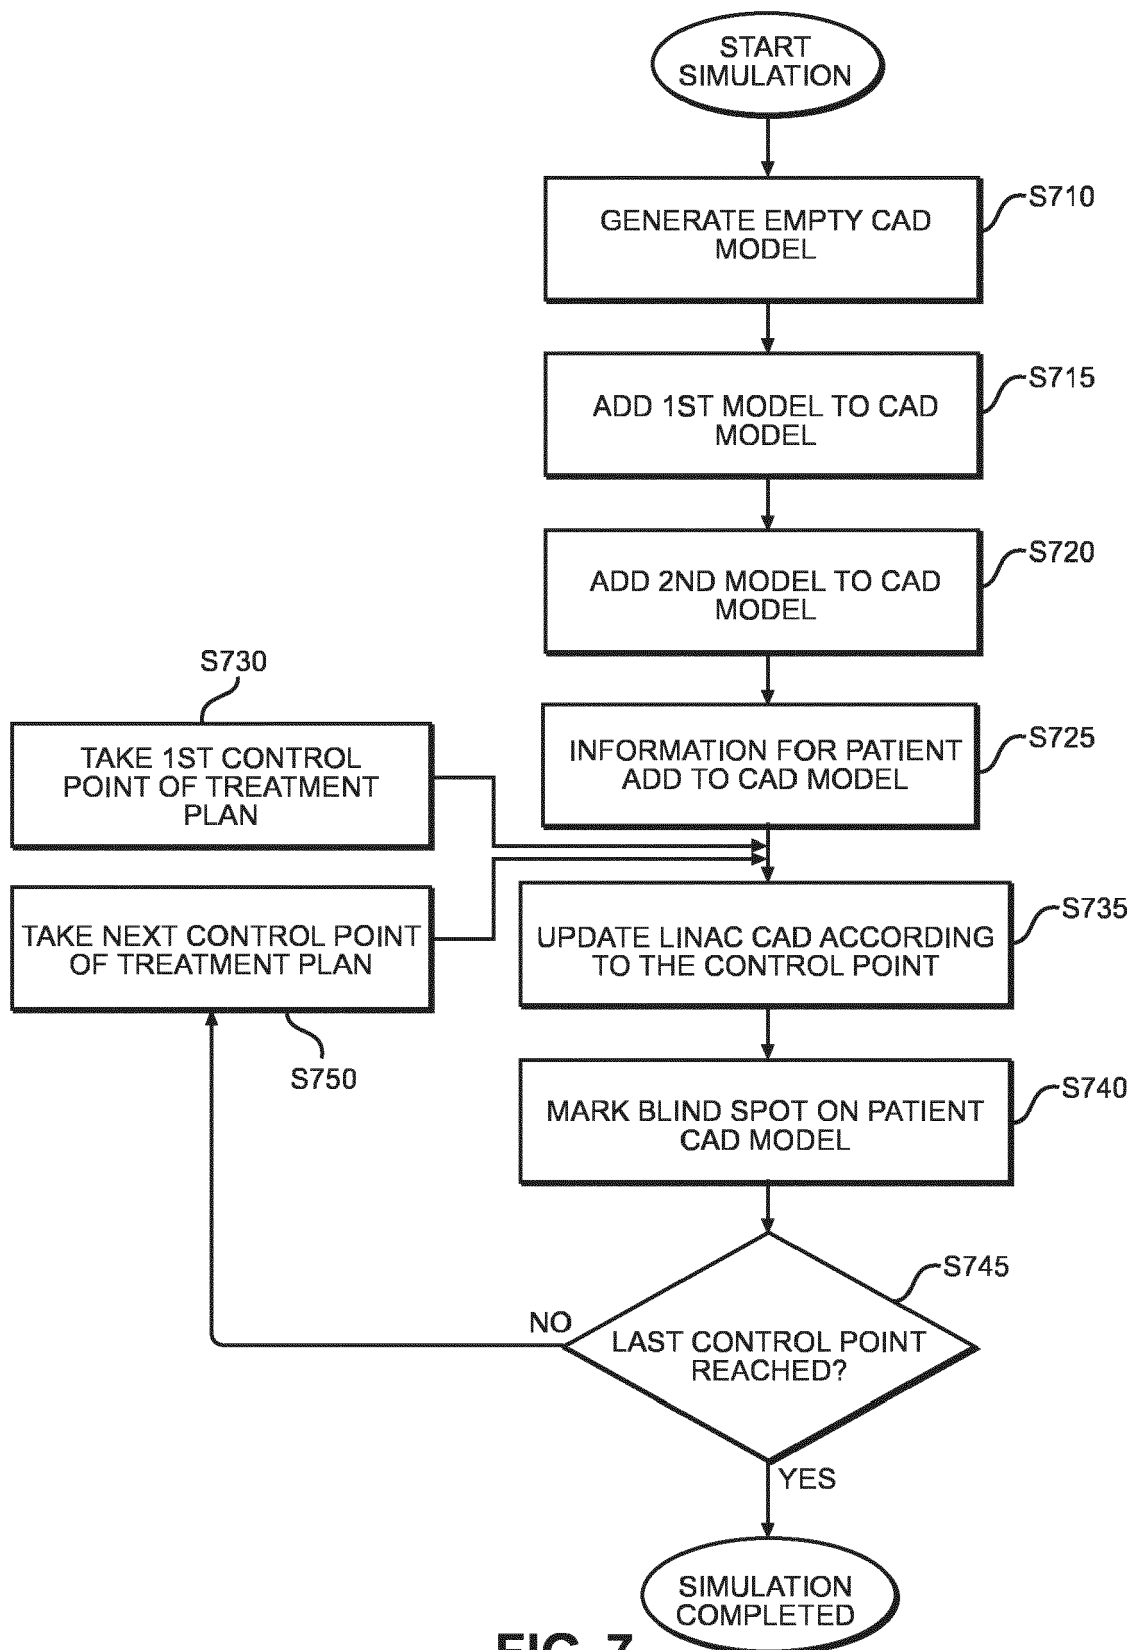 START
SIMULATION
S710
GENERATE EMPTY CAD
MODEL
S715
ADD 1ST MODEL TO CAD
MODEL
S720
ADD 2ND MODEL TO CAD
MODEL
S730
TAKE 1ST CONTROL
POINT OF TREATMENT
PLAN
S725
INFORMATION FOR PATIENT
ADD TO CAD MODEL
TAKE NEXT CONTROL POINT
OF TREATMENT PLAN
S750
S735
UPDATE LINAC CAD ACCORDING
TO THE CONTROL POINT
S740
MARK BLIND SPOT ON PATIENT
CAD MODEL
S745
NO
LAST CONTROL POINT
REACHED?
YES
SIMULATION
COMPLETED
FIG. 7